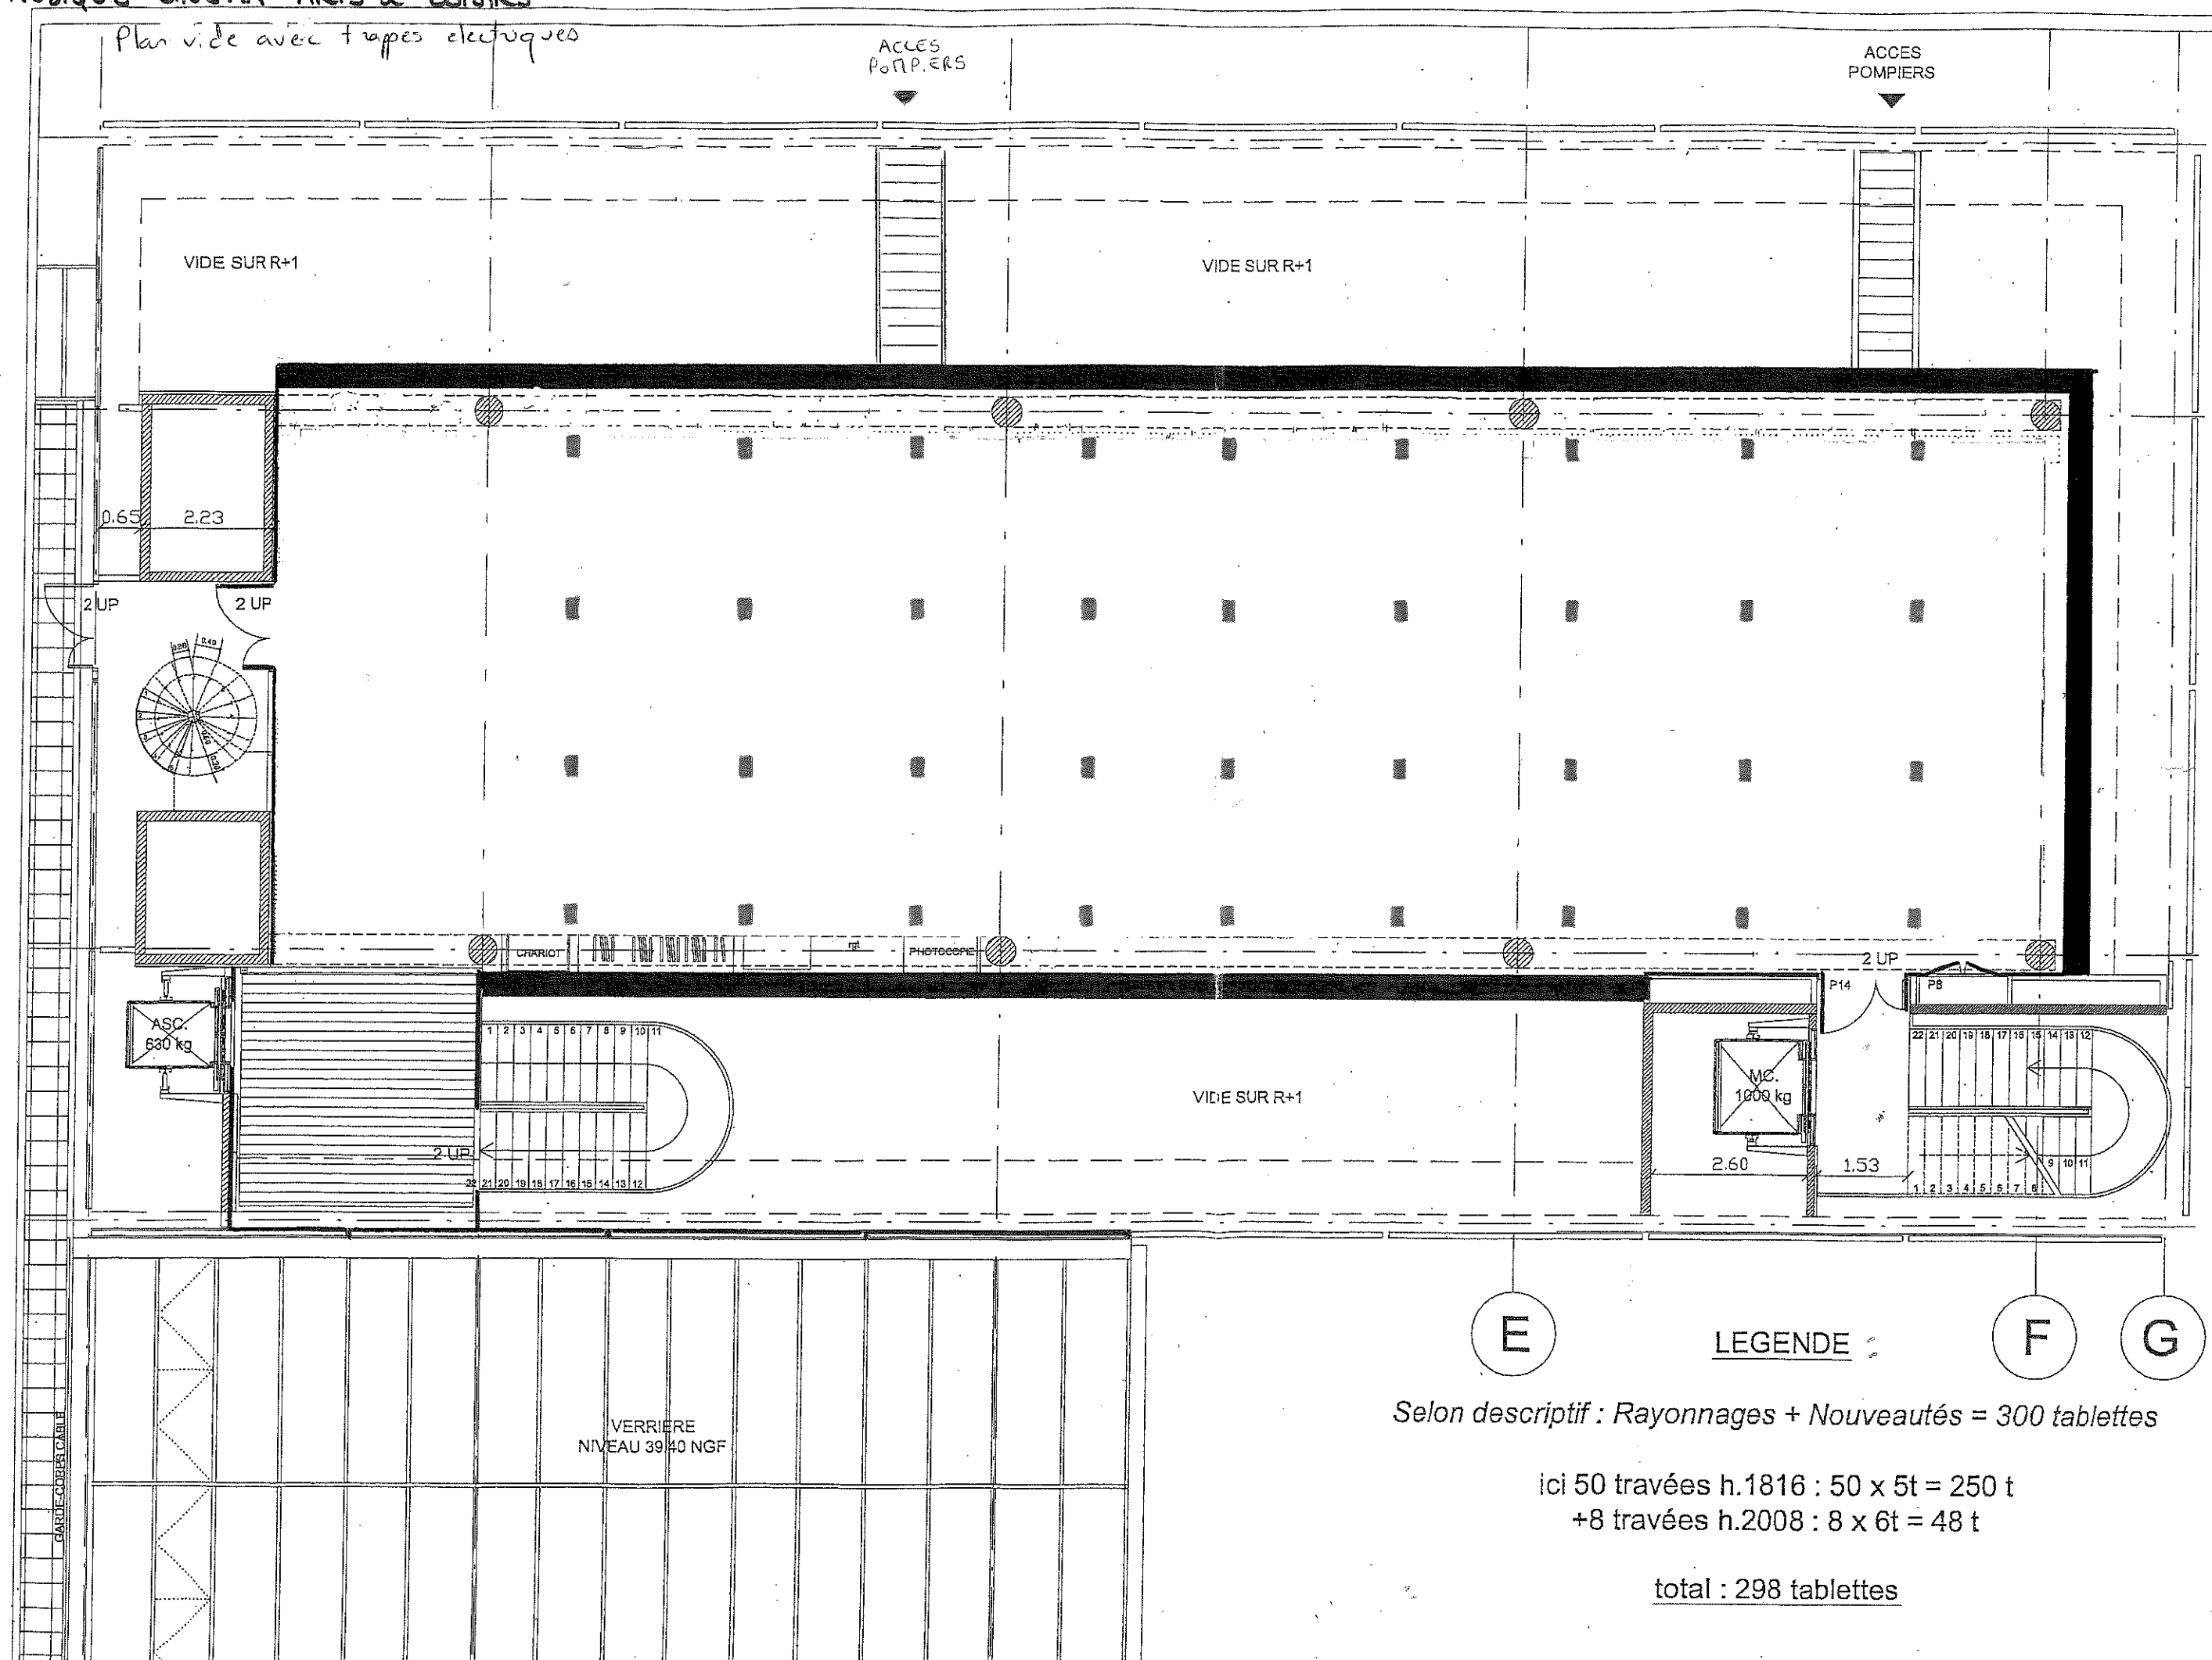 Plan vide avec trappes electriques
ACCES
POMPIERS
ACCES
POMPIERS
VIDE SUR R+1
VIDE SUR R+1
0.65
2.23
2 UP
2 UP
0.40
CHARIOT
rgt
PHOTOCOPIE
2 UP
P14
P8
ASC.
630 kg
1 2 3 4 5 6 7 8 9 10 11
22 21 20 19 18 17 16 15 14 13 12
MC.
1000 kg
VIDE SUR R+1
2 UP
22 21 20 19 18 17 16 15 14 13 12
2.60
1.53
9 10 11
1 2 3 4 5 6 7 8
E
F
G
LEGENDE
Selon descriptif : Rayonnages + Nouveautés = 300 tablettes
VERRIERE
NIVEAU 39.40 NGF
GARDE-CORPS CABLE
ici 50 travées h.1816 : 50 x 5t = 250 t
+8 travées h.2008 : 8 x 6t = 48 t
total : 298 tablettes